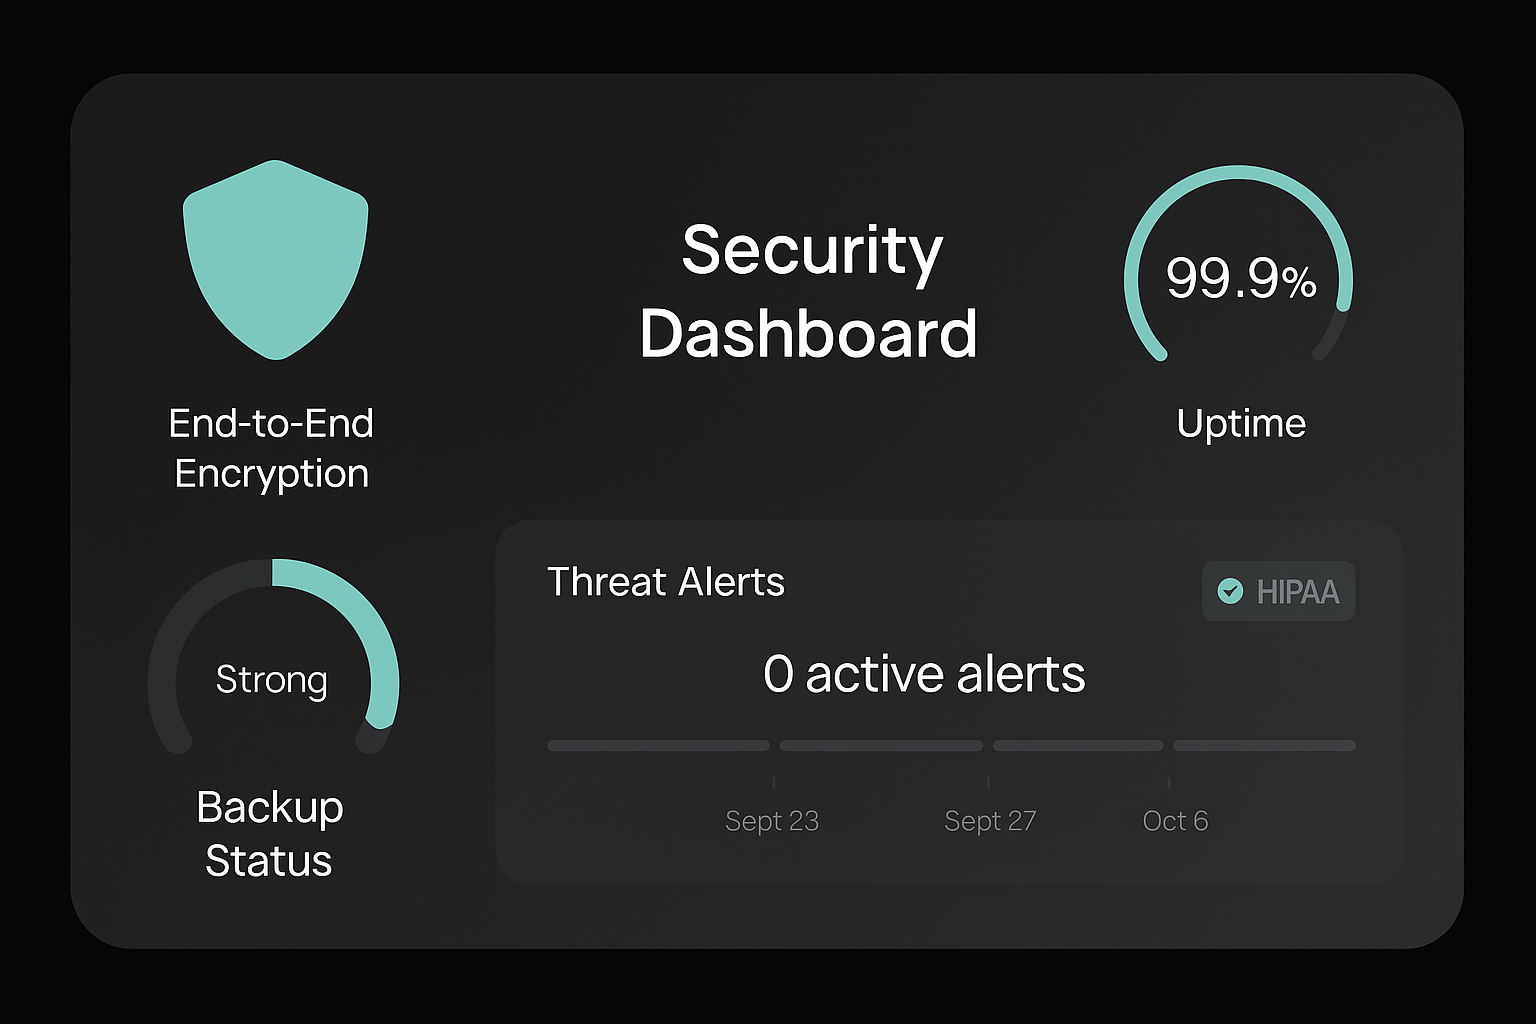 Security
Dashboard
99.9%
End-to-End
Encryption
Uptime
Threat Alerts
HIPAA
0 active alerts
Strong
Sept 23
Sept 27
Oct 6
Backup
Status